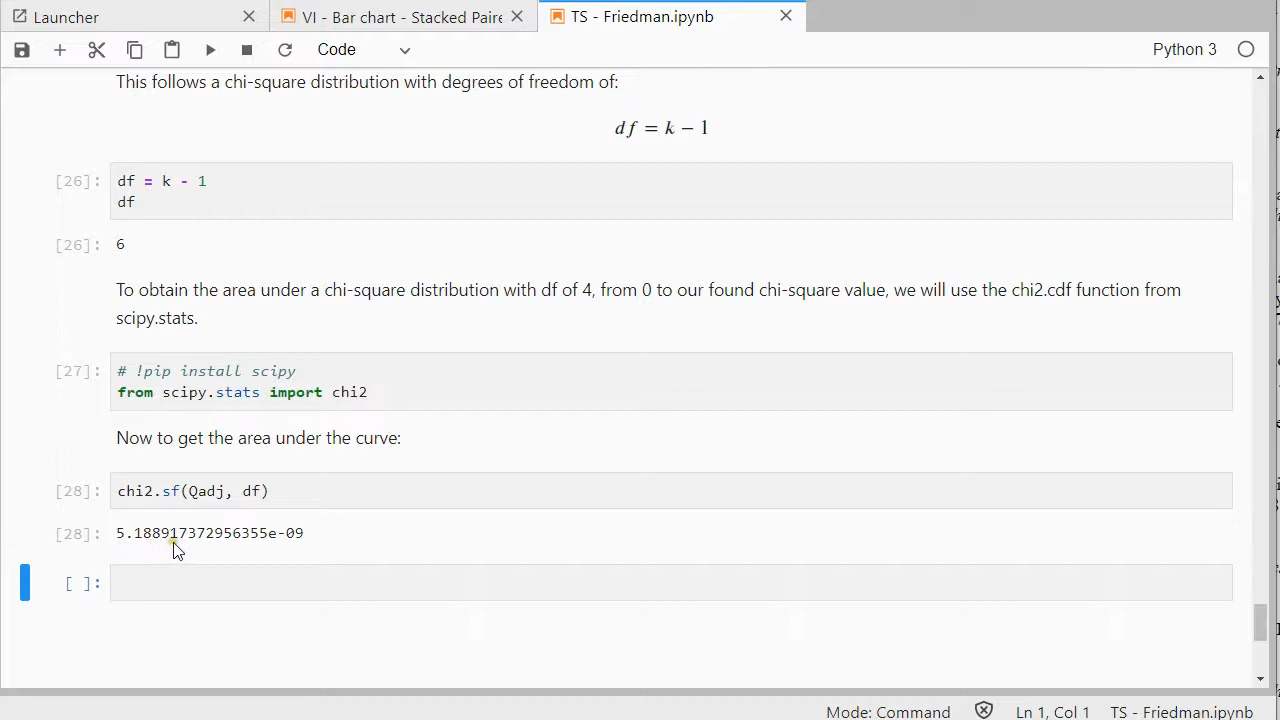 Launcher
VI - Bar chart - Stacked Paire
TS - Friedman.ipynb
Code
Python 3
This follows a chi-square distribution with degrees of freedom of:
df = k − 1
[26]: df = k - 1
df
[26]: 6
To obtain the area under a chi-square distribution with df of 4, from 0 to our found chi-square value, we will use the chi2.cdf function from
scipy.stats.
[27]: # !pip install scipy
from scipy.stats import chi2
Now to get the area under the curve:
[28]: chi2.sf(Qadj, df)
[28]: 5.188917372956355e-09
[ ]:
Mode: Command
Ln 1, Col 1
TS - Friedman.ipynb